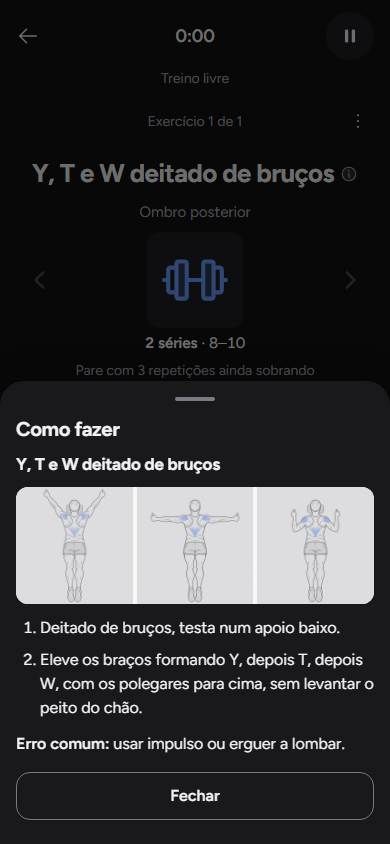 0:00
Treino livre
Exercício 1 de 1
Y, T e W deitado de bruços
Ombro posterior
2 séries · 8–10
Pare com 3 repetições ainda sobrando
Como fazer
Y, T e W deitado de bruços
1. Deitado de bruços, testa num apoio baixo.
2. Eleve os braços formando Y, depois T, depois
W, com os polegares para cima, sem levantar o
peito do chão.
Erro comum: usar impulso ou erguer a lombar.
Fechar